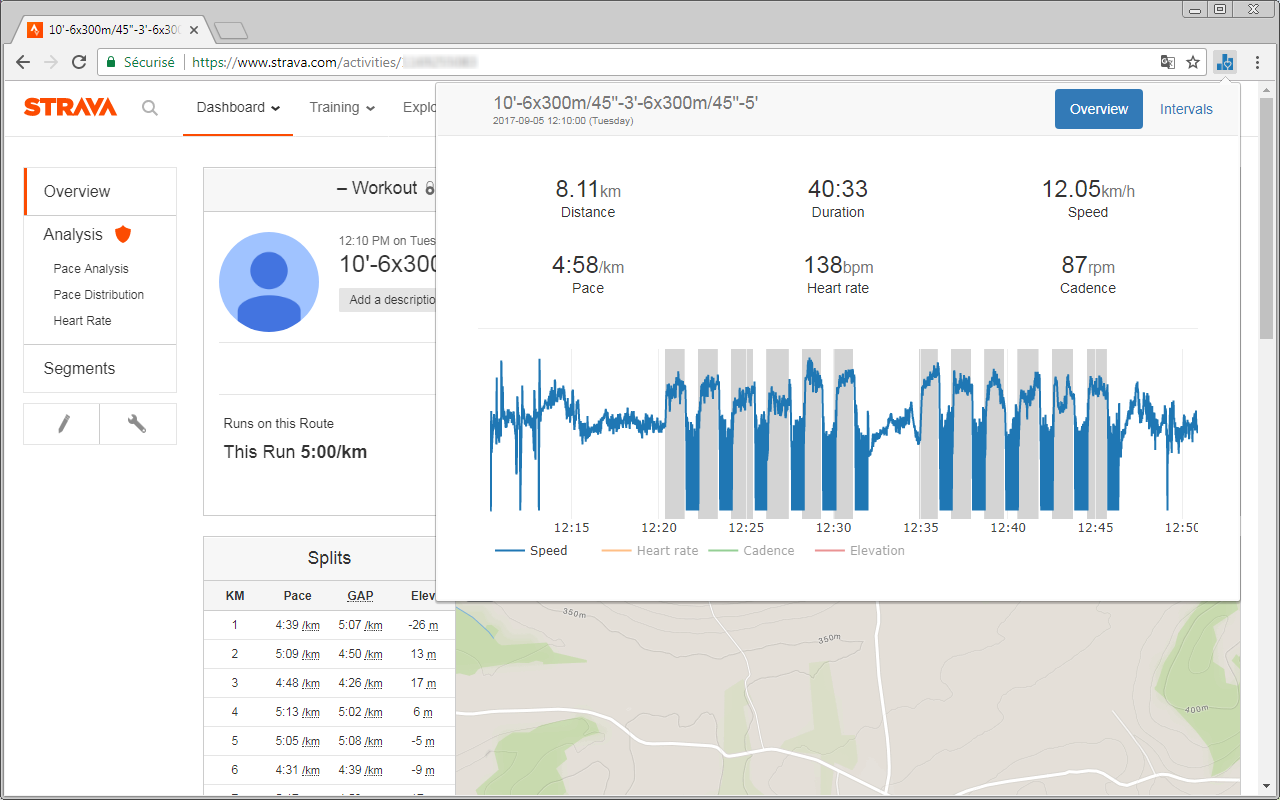 10'-6x300m/45"-3'-6x300
Sécurisé
https://www.strava.com/activities/
STRAVA
Dashboard
Training
Explo
10'-6x300m/45"-3'-6x300m/45"-5'
2017-09-05 12:10:00 (Tuesday)
Overview
Intervals
Overview
Analysis
Pace Analysis
Pace Distribution
Heart Rate
Segments
– Workout
12:10 PM on Tues
10'-6x300
Add a descriptio
Runs on this Route
This Run 5:00/km
8.11km
Distance
40:33
Duration
12.05km/h
Speed
4:58/km
Pace
138bpm
Heart rate
87rpm
Cadence
12:15 12:20 12:25 12:30 12:35 12:40 12:45 12:50
Speed Heart rate Cadence Elevation
Splits
KM Pace GAP Elev
1 4:39 /km 5:07 /km -26 m
2 5:09 /km 4:50 /km 13 m
3 4:48 /km 4:26 /km 17 m
4 5:13 /km 5:02 /km 6 m
5 5:05 /km 5:08 /km -5 m
6 4:31 /km 4:39 /km -9 m
350m
350m
400m